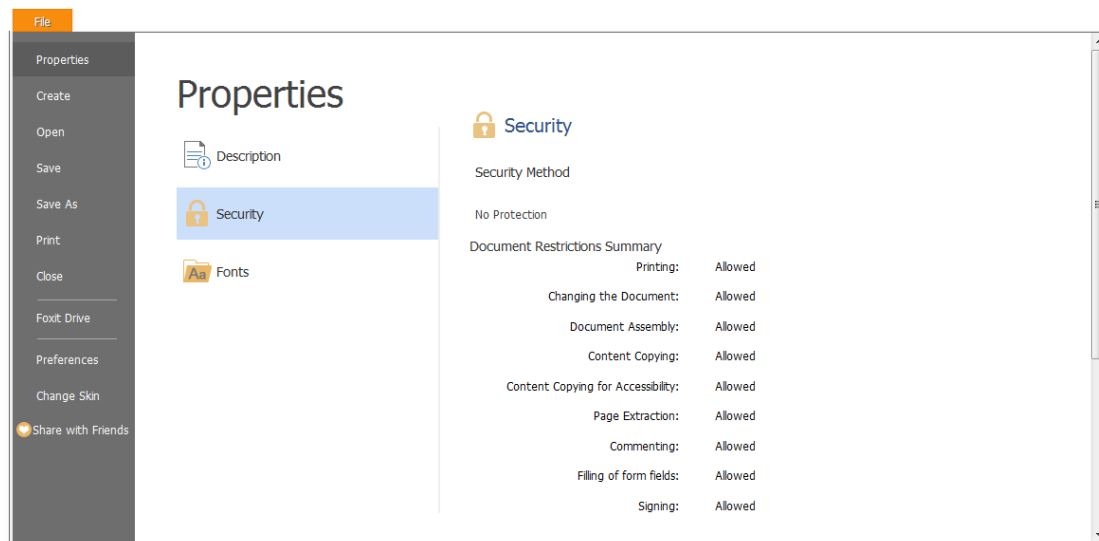 File
Properties
Create
Open
Save
Save As
Print
Close
Foxit Drive
Preferences
Change Skin
Share with Friends
Properties
Description
Security
Aa Fonts
Security
Security Method
No Protection
Document Restrictions Summary
Printing: Allowed
Changing the Document: Allowed
Document Assembly: Allowed
Content Copying: Allowed
Content Copying for Accessibility: Allowed
Page Extraction: Allowed
Commenting: Allowed
Filling of form fields: Allowed
Signing: Allowed